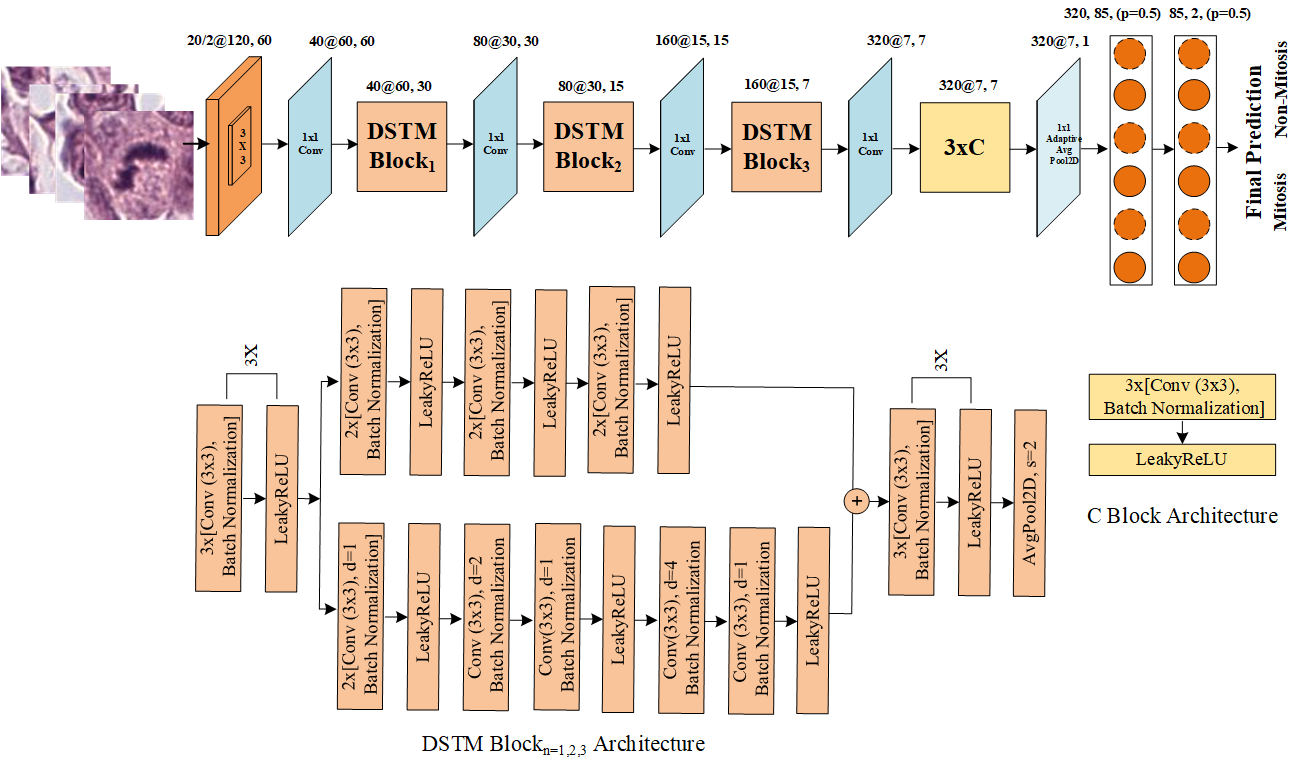 320, 85, (p=0.5)
85, 2, (p=0.5)
20/2@120, 60
40@60, 60
80@30, 30
160@15, 15
320@7, 7
320@7, 1
40@60, 30
80@30, 15
160@15, 7
320@7, 7
3
X
3
1x1
Conv
DSTM
Block1
1x1
Conv
DSTM
Block2
1x1
Conv
DSTM
Block3
1x1
Conv
3xC
1x1
Adaptive
Avg
Pool2D
Final Prediction
Non-Mitosis
Mitosis
3X
3x[Conv (3x3),
Batch Normalization]
LeakyReLU
2x[Conv (3x3),
Batch Normalization]
LeakyReLU
2x[Conv (3x3),
Batch Normalization]
LeakyReLU
2x[Conv (3x3),
Batch Normalization]
LeakyReLU
2x[Conv (3x3), d=1
Batch Normalization]
LeakyReLU
Conv (3x3), d=2
Batch Normalization
Conv(3x3), d=1
Batch Normalization
LeakyReLU
Conv(3x3), d=4
Batch Normalization
Conv (3x3), d=1
Batch Normalization
LeakyReLU
+
3X
3x[Conv (3x3),
Batch Normalization]
LeakyReLU
AvgPool2D, s=2
3x[Conv (3x3),
Batch Normalization]
LeakyReLU
C Block Architecture
DSTM Blockn=1,2,3 Architecture